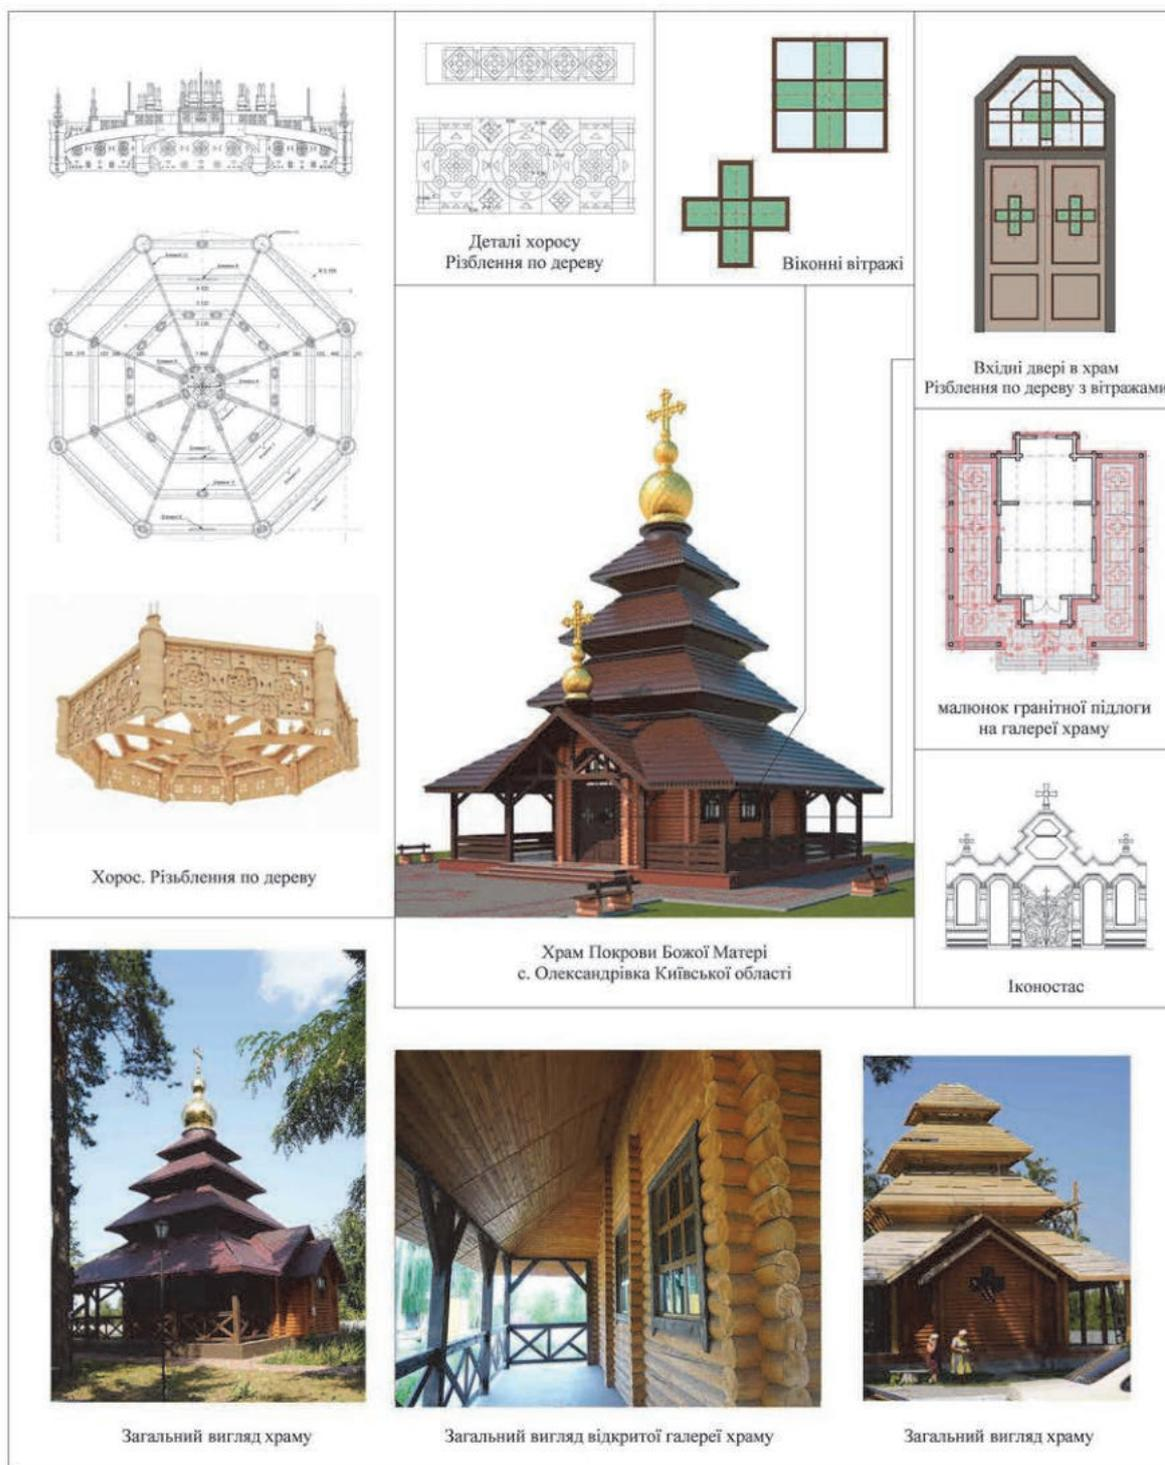 Деталі хоросу
Різблення по дереву
Віконні вітражі
Вхідні двері в храм
Різблення по дереву з вітражами
малюнок гранітної підлоги
на галереї храму
Хорос. Різьблення по дереву
Храм Покрови Божої Матері
с. Олександрівка Київської області
Іконостас
Загальний вигляд храму
Загальний вигляд відкритої галереї храму
Загальний вигляд храму